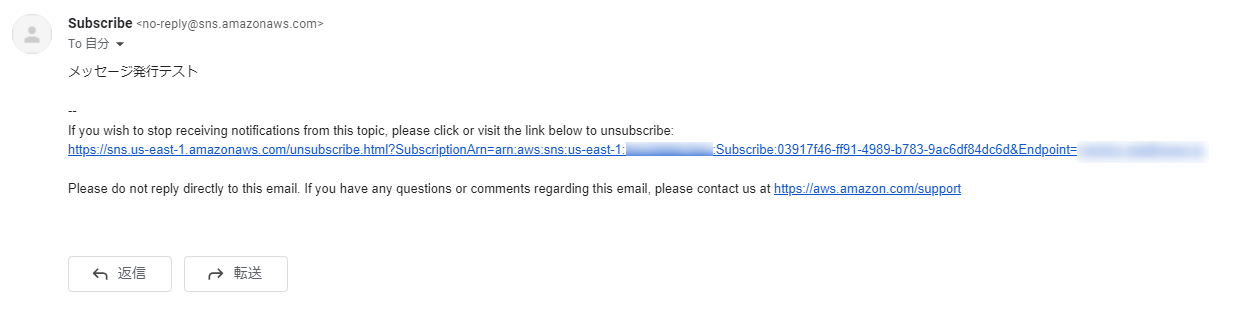 Subscribe <no-reply@sns.amazonaws.com>
To 自分
メッセージ発行テスト
--
If you wish to stop receiving notifications from this topic, please click or visit the link below to unsubscribe:
https://sns.us-east-1.amazonaws.com/unsubscribe.html?SubscriptionArn=arn:aws:sns:us-east-1: :Subscribe:03917f46-ff91-4989-b783-9ac6df84dc6d&Endpoint=
Please do not reply directly to this email. If you have any questions or comments regarding this email, please contact us at https://aws.amazon.com/support
返信 転送